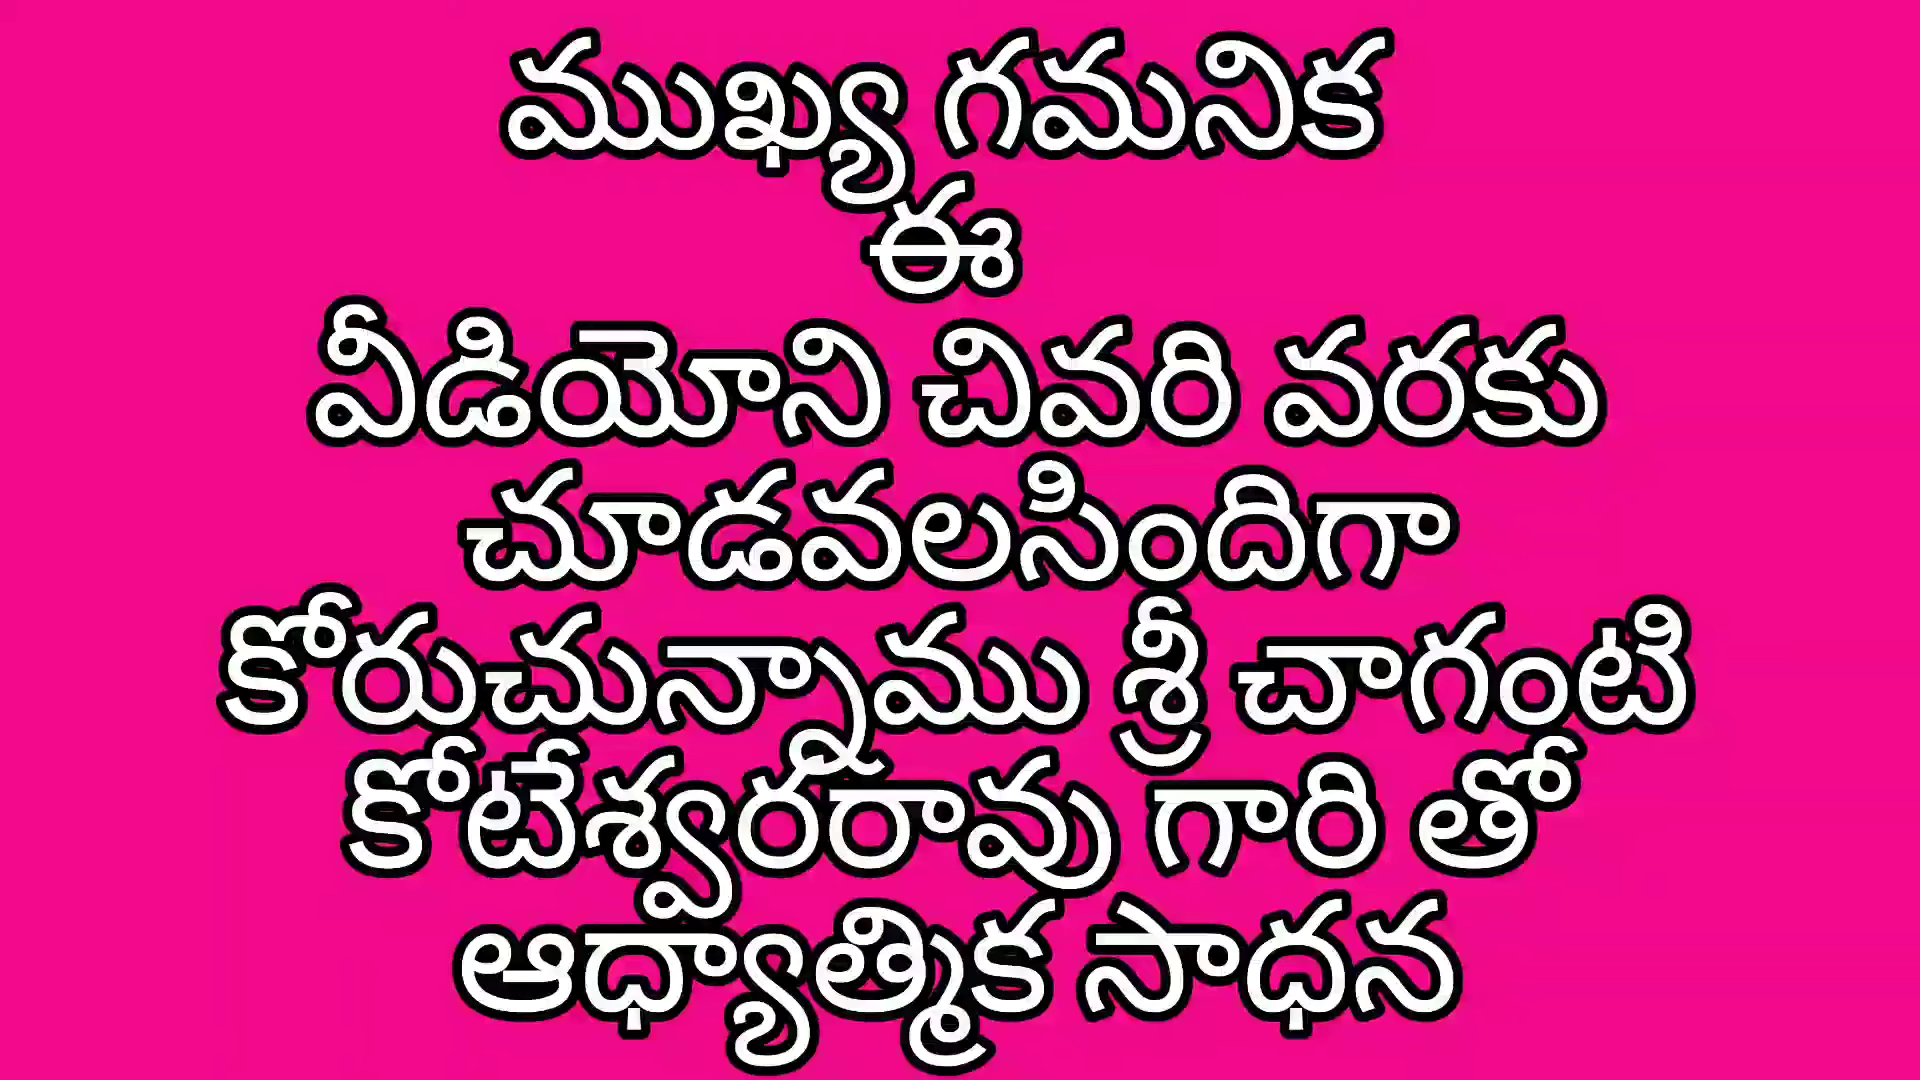 ముఖ్య గమనిక
ఈ
వీడియోని చివరి వరకు
చూడవలసిందిగా
కోరుచున్నాము శ్రీ చాగంటి
కోటేశ్వరరావు గారి తో
ఆధ్యాత్మిక సాధన